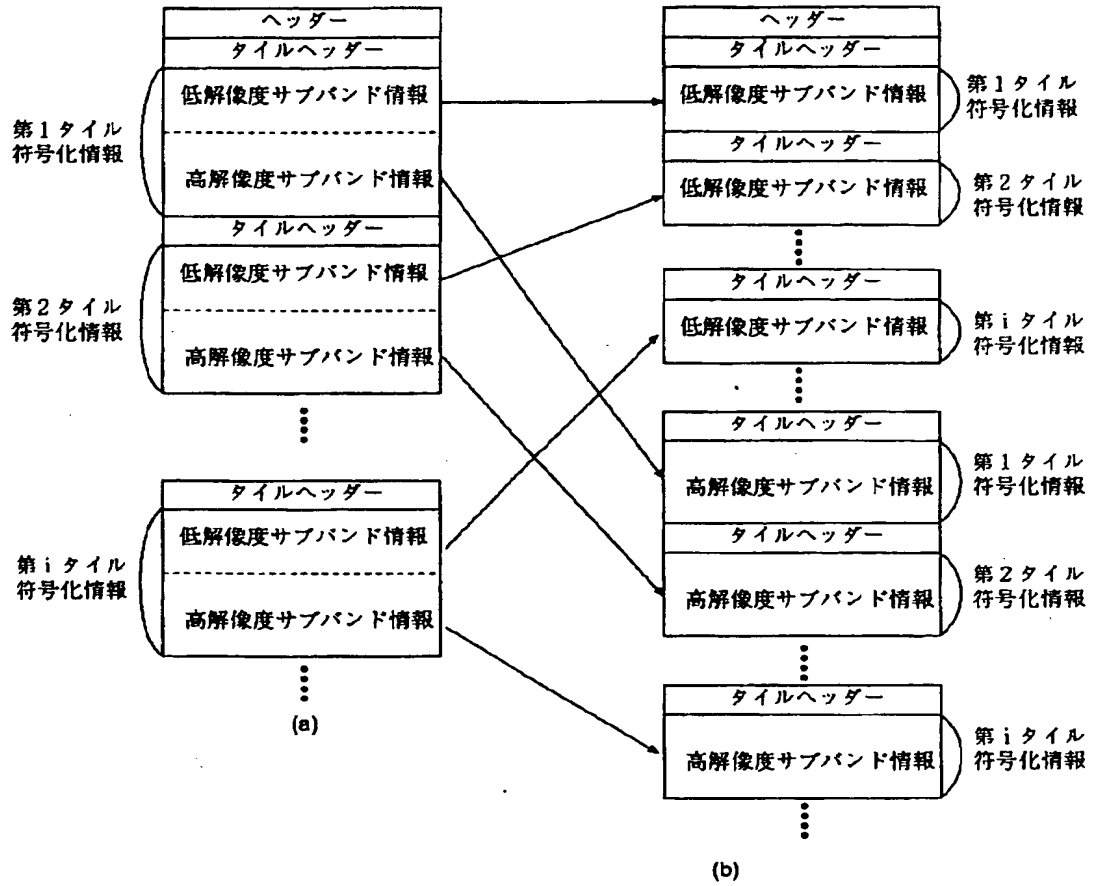 ヘッダー
タイルヘッダー
低解像度サブバンド情報
高解像度サブバンド情報
第1タイル
符号化情報
タイルヘッダー
低解像度サブバンド情報
高解像度サブバンド情報
第2タイル
符号化情報
タイルヘッダー
低解像度サブバンド情報
高解像度サブバンド情報
第iタイル
符号化情報
(a)
ヘッダー
タイルヘッダー
低解像度サブバンド情報
第1タイル
符号化情報
タイルヘッダー
低解像度サブバンド情報
第2タイル
符号化情報
タイルヘッダー
低解像度サブバンド情報
第iタイル
符号化情報
タイルヘッダー
高解像度サブバンド情報
第1タイル
符号化情報
タイルヘッダー
高解像度サブバンド情報
第2タイル
符号化情報
タイルヘッダー
高解像度サブバンド情報
第iタイル
符号化情報
(b)